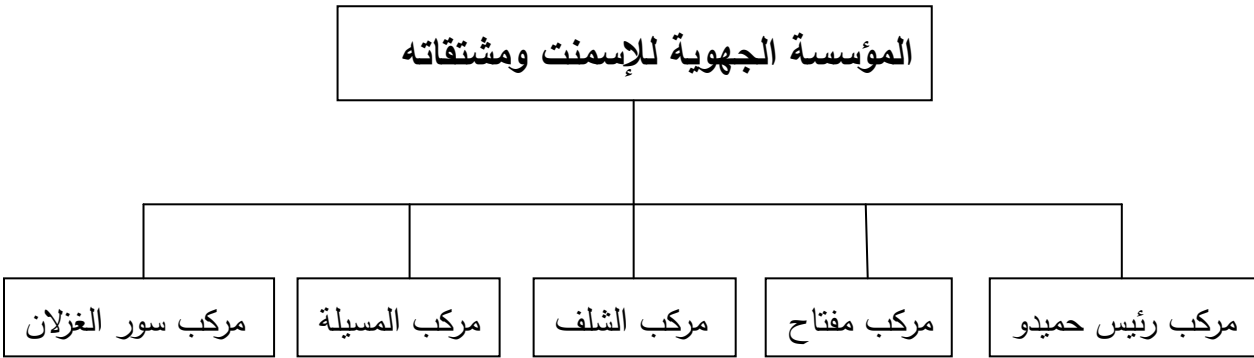 المؤسسة الجهوية للإسمنت ومشتقاته
مركب رئيس حميدو
مركب مفتاح
مركب الشلف
مركب المسيلة
مركب سور الغزلان